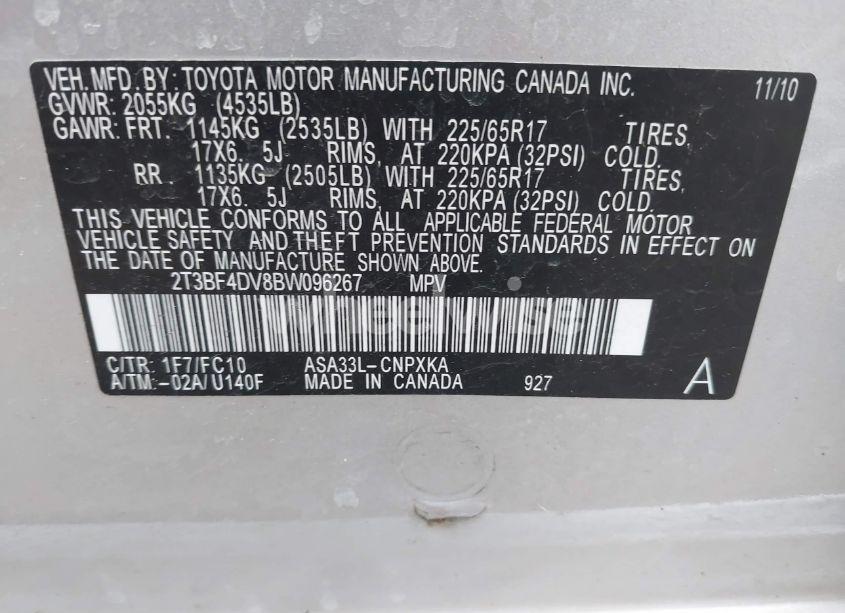 VEH. MFD. BY: TOYOTA MOTOR MANUFACTURING CANADA INC. 11/10
GVWR: 2055KG (4535LB)
GAWR: FRT. 1145KG (2535LB) WITH 225/65R17 TIRES,
17X6. 5J RIMS, AT 220KPA (32PSI) COLD.
RR. 1135KG (2505LB) WITH 225/65R17 TIRES,
17X6. 5J RIMS, AT 220KPA (32PSI) COLD.
THIS VEHICLE CONFORMS TO ALL APPLICABLE FEDERAL MOTOR
VEHICLE SAFETY AND THEFT PREVENTION STANDARDS IN EFFECT ON
THE DATE OF MANUFACTURE SHOWN ABOVE.
2T3BF4DV8BW096267 MPV
wheelwise
C/TR: 1F7/FC10 ASA33L-CNPXKA
A/TM: -02A/U140F MADE IN CANADA 927 A